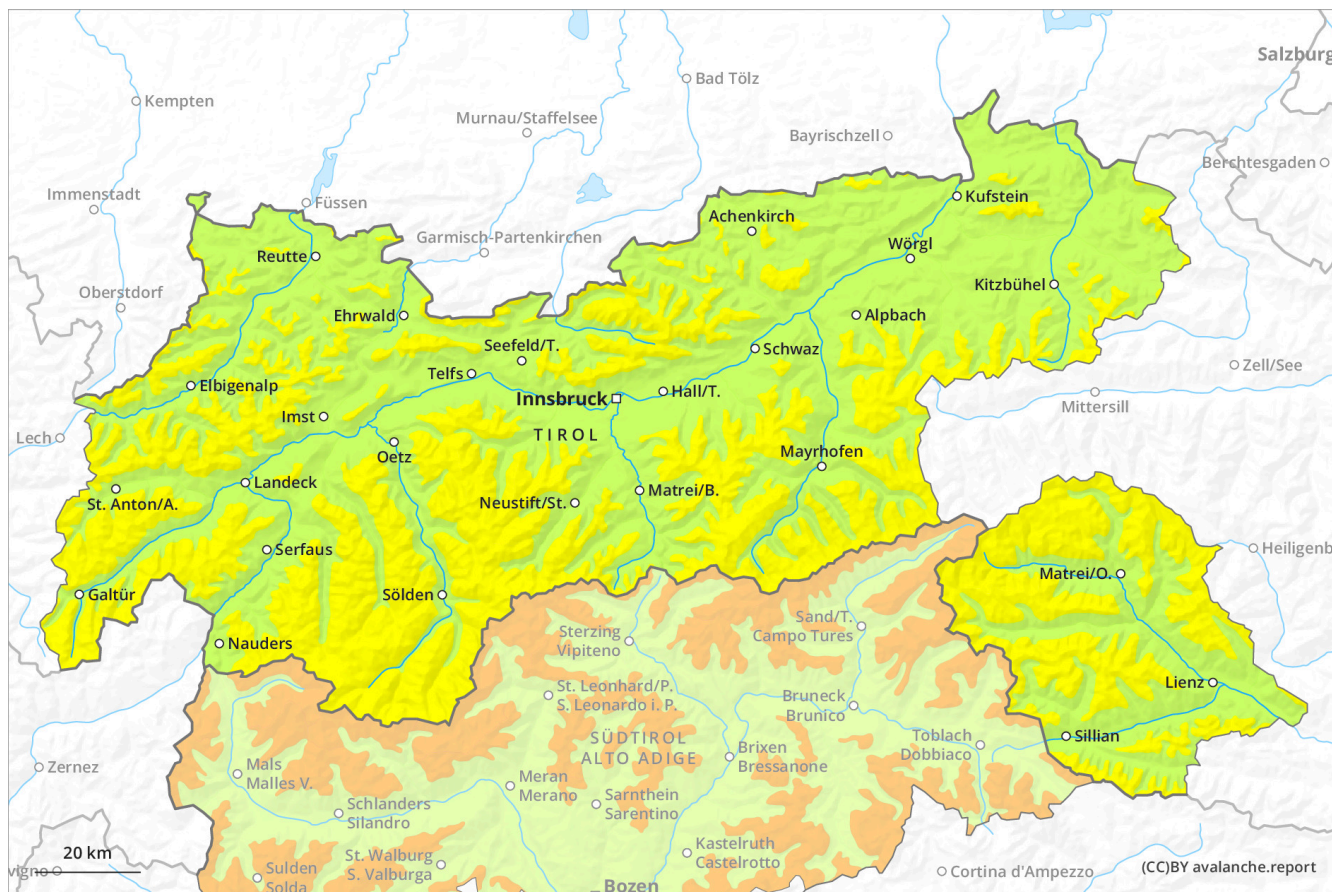 Salzburg
Bad Tölz
Kempten
Murnau/Staffelsee
Bayrischzell
Berchtesgaden
Immenstadt
Füssen
Kufstein
Achenkirch
Garmisch-Partenkirchen
Wörgl
Reutte
Kitzbühel
Oberstdorf
Ehrwald
Alpbach
Seefeld/T.
Schwaz
Telfs
Zell/See
Elbigenalp
Innsbruck
Hall/T.
Mittersill
Imst
TIROL
Lech
Oetz
Mayrhofen
Landeck
Matrei/B.
St. Anton/A.
Neustift/St.
Serfaus
Heiligenb
Matrei/O.
Galtür
Sölden
Sand/T.
Campo Tures
Sterzing
Vipiteno
Nauders
Lienz
St. Leonhard/P.
S. Leonardo i. P.
Bruneck
Brunico
SÜDTIROL
ALTO ADIGE
Toblach
Dobbiaco
Sillian
Brixen
Bressanone
Zernez
Mals
Malles V.
Meran
Merano
Sarnthein
Sarentino
Schlanders
Silandro
Kastelruth
Castelrotto
20 km
St. Walburg
S. Valburga
vigno
Sulden
Solda
Cortina d'Ampezzo
(CC)BY avalanche.report
Bozen